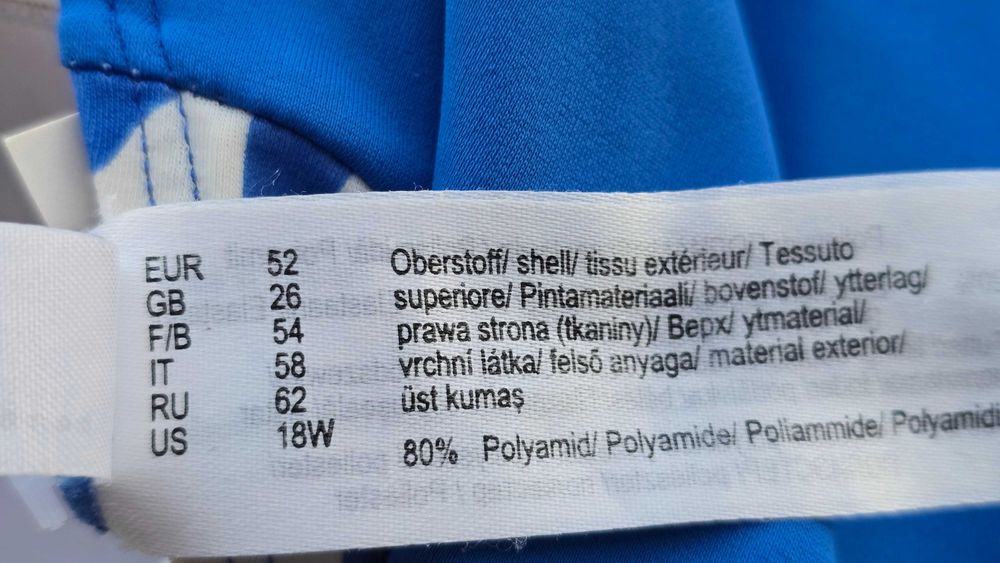 EUR 52 Oberstoff/ shell/ tissu extérieur/ Tessuto
GB 26 superiore/ Pintamateriaali/ bovenstof/ ytterlag/
F/B 54 prawa strona (tkaniny)/ Bepx/ ytmaterial/
IT 58 vrchní látka/ felső anyaga/ material exterior/
RU 62 üst kumaş
US 18W 80% Polyamid/ Polyamide/ Poliammide/ Polyamidi